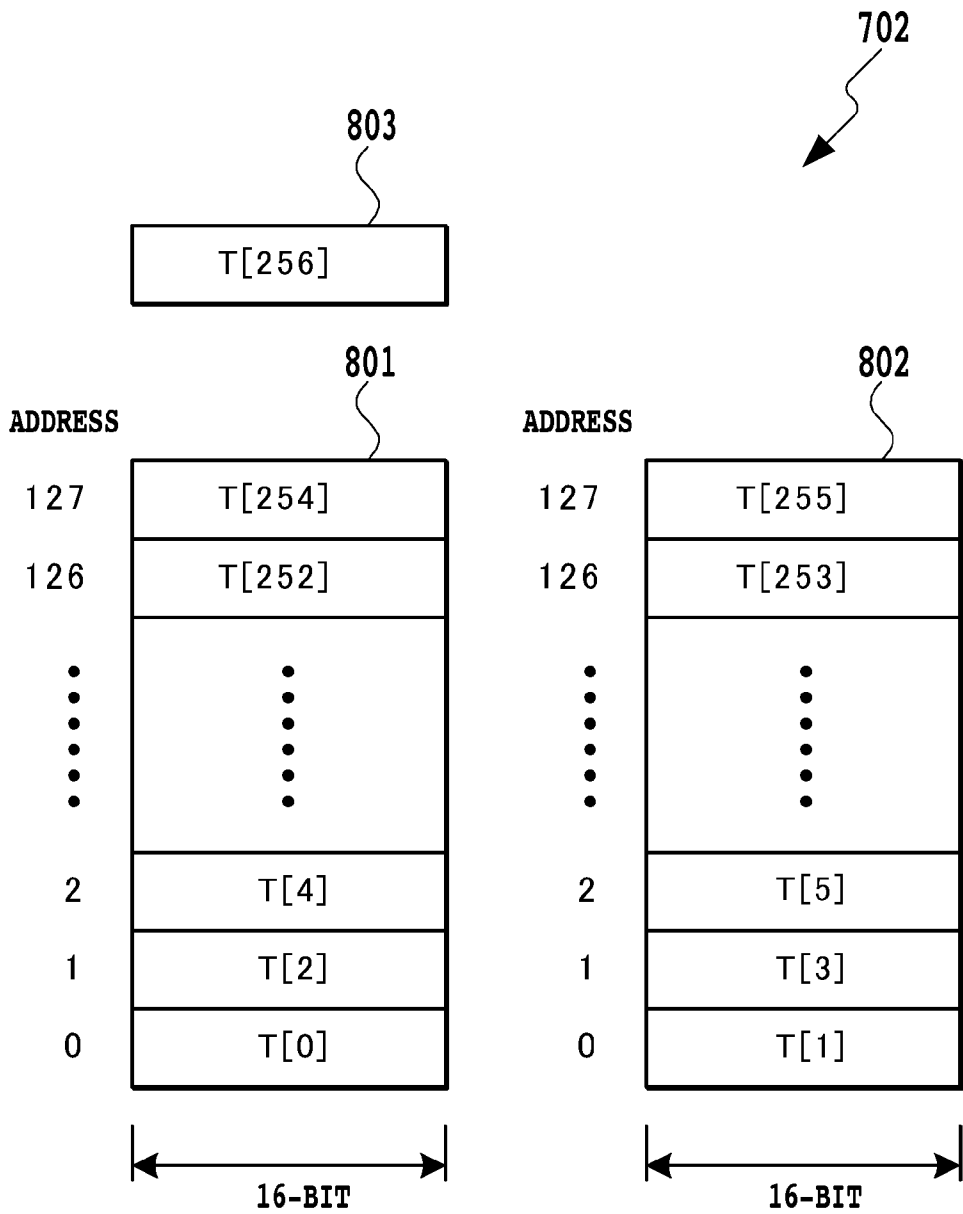 702
803
T[256]
801
802
ADDRESS
ADDRESS
127
T[254]
127
T[255]
126
T[252]
126
T[253]
2
T[4]
2
T[5]
1
T[2]
1
T[3]
0
T[0]
0
T[1]
16-BIT
16-BIT